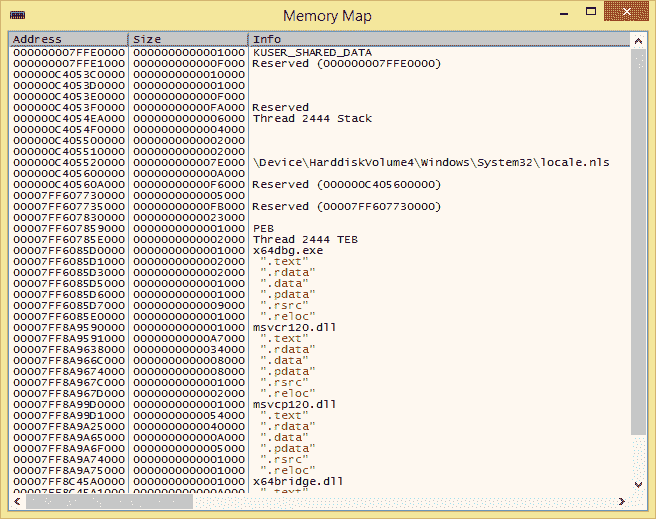 Memory Map
Address Size Info
000000007FFE0000 0000000000001000 KUSER_SHARED_DATA
000000007FFE1000 000000000000F000 Reserved (000000007FFE0000)
000000C4053C0000 0000000000010000
000000C4053D0000 0000000000001000
000000C4053E0000 000000000000F000
000000C4053F0000 00000000000FA000 Reserved
000000C4054EA000 0000000000006000 Thread 2444 Stack
000000C4054F0000 0000000000004000
000000C405500000 0000000000002000
000000C405510000 0000000000002000
000000C405520000 000000000007E000 \Device\HarddiskVolume4\Windows\System32\locale.nls
000000C405600000 000000000000A000
000000C40560A000 00000000000F6000 Reserved (000000C405600000)
00007FF607730000 0000000000005000
00007FF607735000 00000000000FB000 Reserved (00007FF607730000)
00007FF607830000 0000000000023000
00007FF607859000 0000000000001000 PEB
00007FF60785E000 0000000000002000 Thread 2444 TEB
00007FF6085D0000 0000000000001000 x64dbg.exe
00007FF6085D1000 0000000000002000 ".text"
00007FF6085D3000 0000000000002000 ".rdata"
00007FF6085D5000 0000000000001000 ".data"
00007FF6085D6000 0000000000001000 ".pdata"
00007FF6085D7000 0000000000009000 ".rsrc"
00007FF6085E0000 0000000000001000 ".reloc"
00007FF8A9590000 0000000000001000 msvcr120.dll
00007FF8A9591000 00000000000A7000 ".text"
00007FF8A9638000 0000000000034000 ".rdata"
00007FF8A966C000 0000000000008000 ".data"
00007FF8A9674000 0000000000008000 ".pdata"
00007FF8A967C000 0000000000001000 ".rsrc"
00007FF8A967D000 0000000000002000 ".reloc"
00007FF8A99D0000 0000000000001000 msvcp120.dll
00007FF8A99D1000 0000000000054000 ".text"
00007FF8A9A25000 0000000000040000 ".rdata"
00007FF8A9A65000 000000000000A000 ".data"
00007FF8A9A6F000 0000000000005000 ".pdata"
00007FF8A9A74000 0000000000001000 ".rsrc"
00007FF8A9A75000 0000000000001000 ".reloc"
00007FF8C45A0000 0000000000001000 x64bridge.dll
00007FF8C45A1000 000000000000A000 ".text"